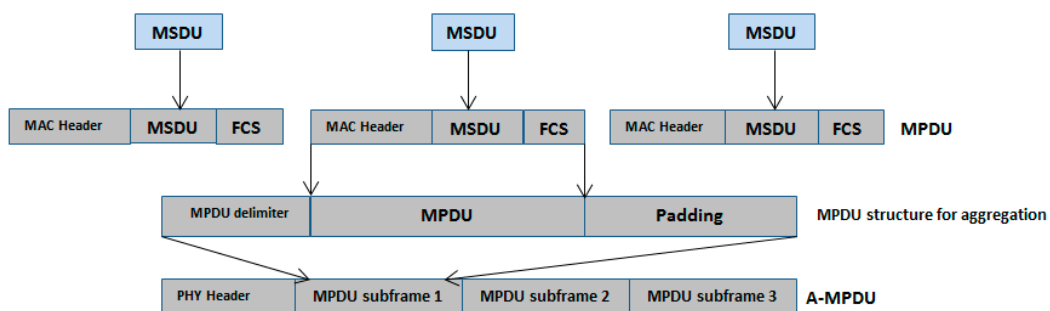 MSDU MSDU MSDU
MAC Header MSDU FCS MAC Header MSDU FCS MAC Header MSDU FCS MPDU
MPDU delimiter MPDU Padding MPDU structure for aggregation
PHY Header MPDU subframe 1 MPDU subframe 2 MPDU subframe 3 A-MPDU